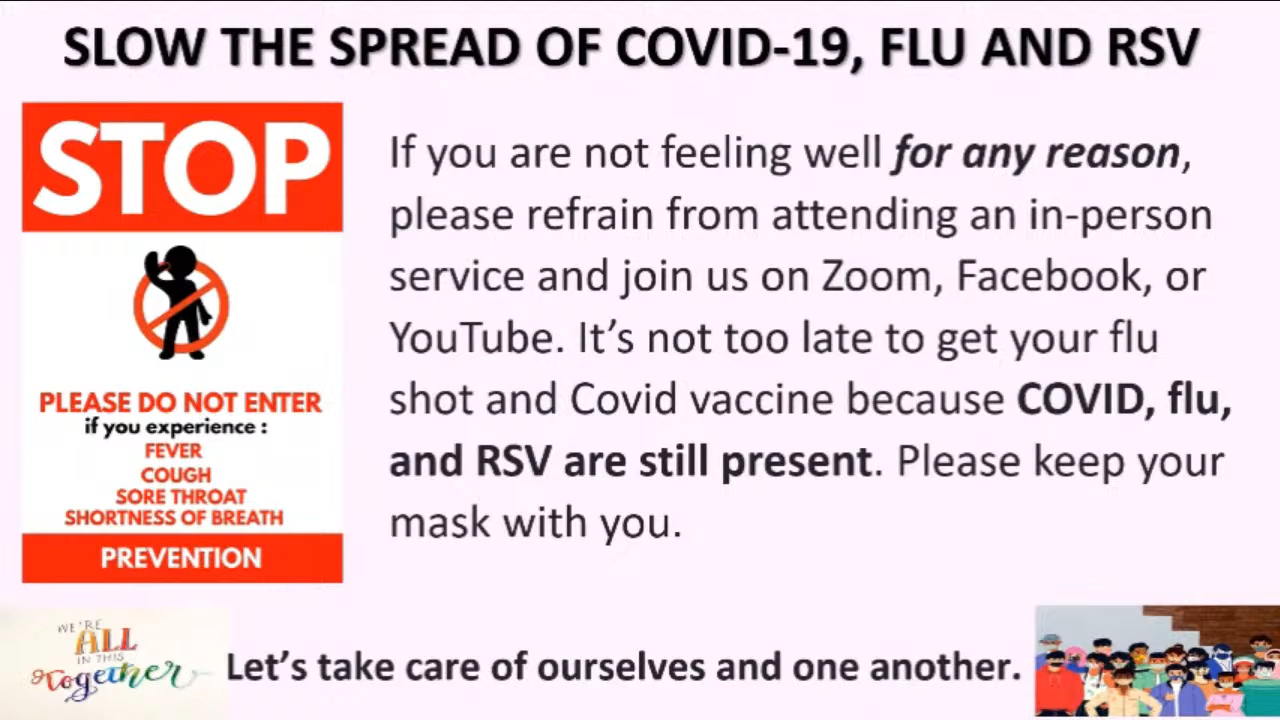 SLOW THE SPREAD OF COVID-19, FLU AND RSV
STOP
PLEASE DO NOT ENTER
if you experience :
FEVER
COUGH
SORE THROAT
SHORTNESS OF BREATH
PREVENTION
If you are not feeling well for any reason,
please refrain from attending an in-person
service and join us on Zoom, Facebook, or
YouTube. It’s not too late to get your flu
shot and Covid vaccine because COVID, flu,
and RSV are still present. Please keep your
mask with you.
WE'RE
ALL
IN THIS
together
Let’s take care of ourselves and one another.